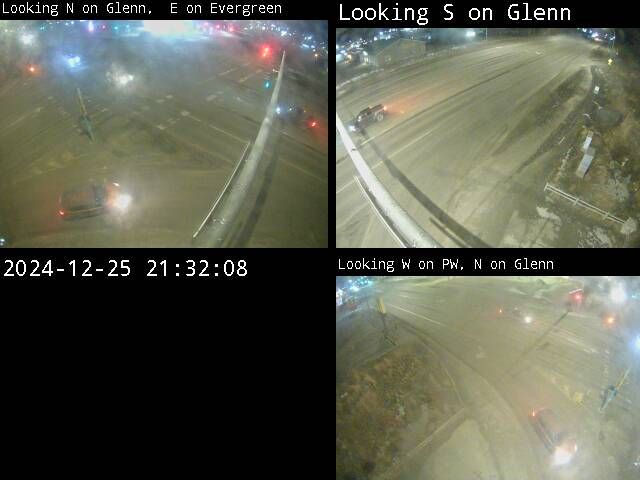 Looking N on Glenn,  E on Evergreen
Looking S on Glenn
2024-12-25 21:32:08
Looking W on PW, N on Glenn